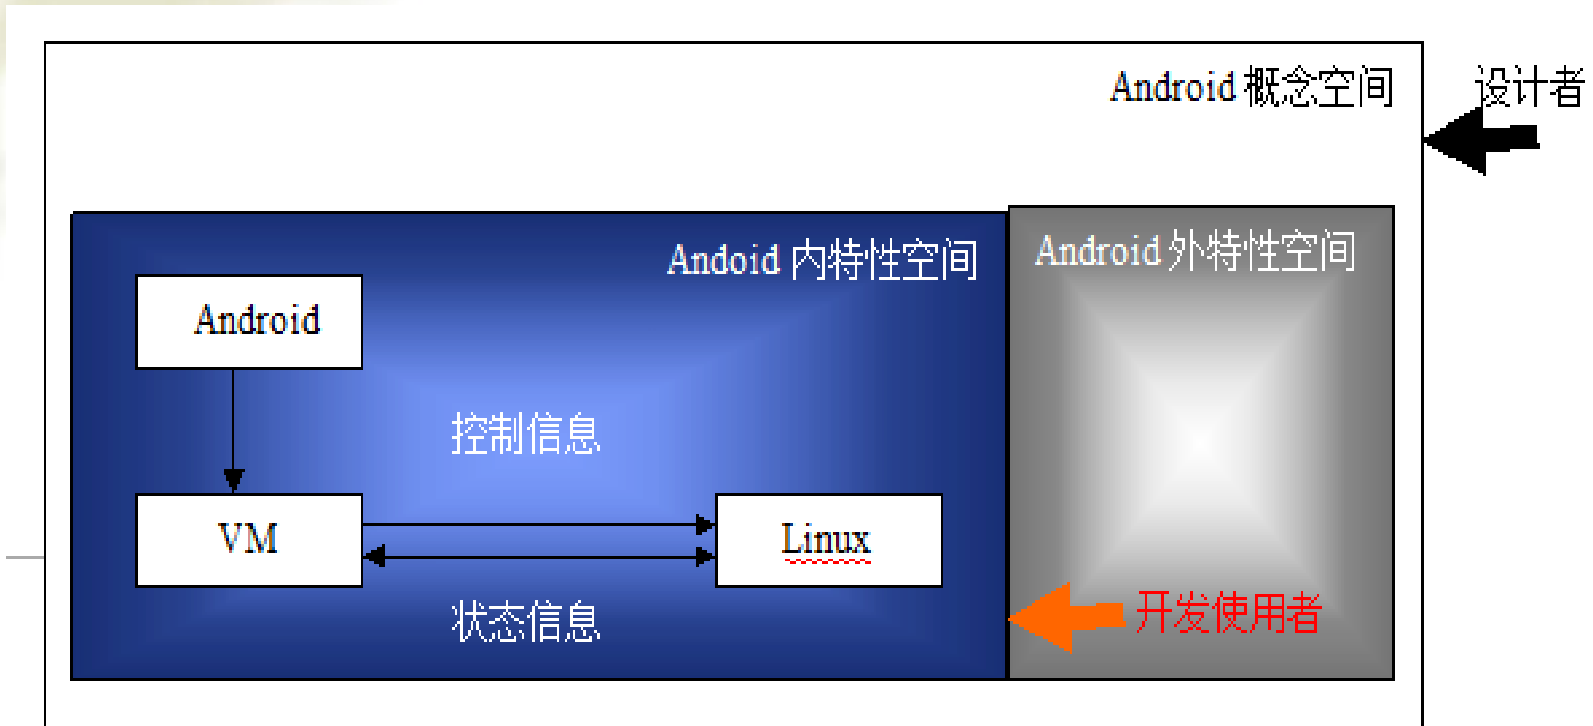 Android 概念空间
设计者
Andoid 内特性空间
Android 外特性空间
Android
控制信息
VM
Linux
状态信息
开发使用者